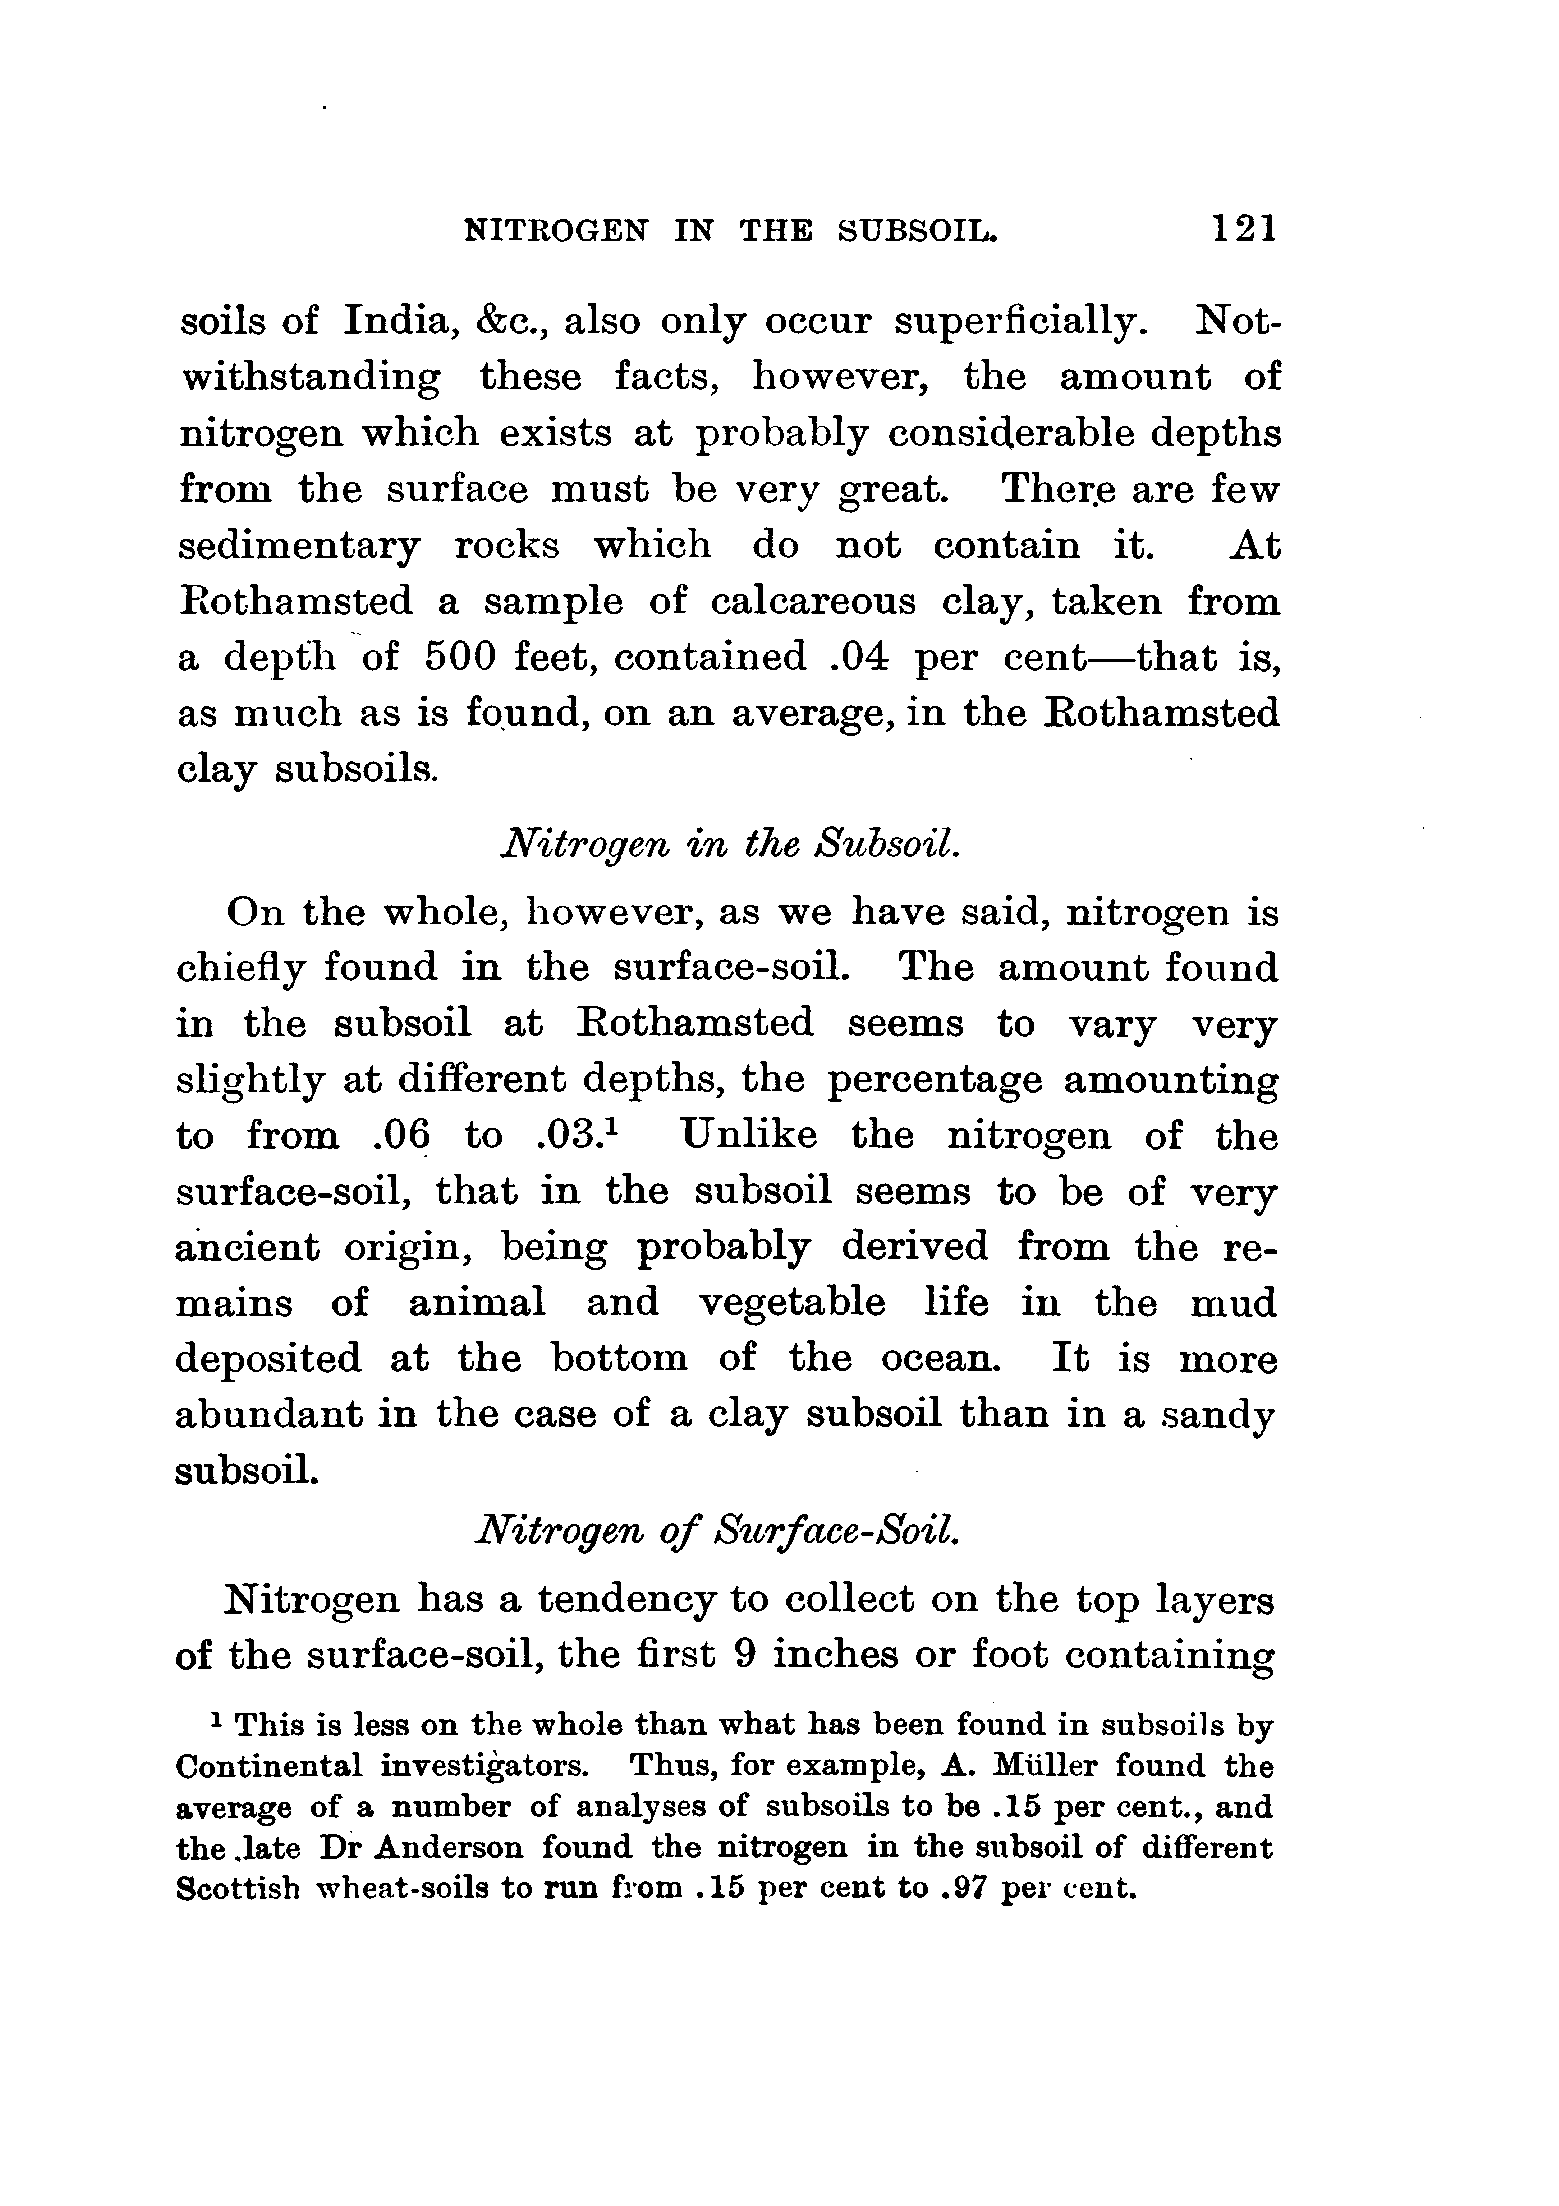 NITROGEN IN THE SUBSOIL. 121
soils of India, &c., also only occur superficially. Not-
withstanding these facts, however, the amount of
nitrogen which exists at probably considerable depths
from the surface must be very great. There are few
sedimentary rocks which do not contain it. At
Rothamsted a sample of calcareous clay, taken from
a depth of 500 feet, contained .04 per cent—that is,
as much as is found, on an average, in the Rothamsted
clay subsoils.
Nitrogen in the Subsoil.
On the whole, however, as we have said, nitrogen is
chiefly found in the surface-soil. The amount found
in the subsoil at Rothamsted seems to vary very
slightly at different depths, the percentage amounting
to from .06 to .03.¹ Unlike the nitrogen of the
surface-soil, that in the subsoil seems to be of very
ancient origin, being probably derived from the re-
mains of animal and vegetable life in the mud
deposited at the bottom of the ocean. It is more
abundant in the case of a clay subsoil than in a sandy
subsoil.
Nitrogen of Surface-Soil.
Nitrogen has a tendency to collect on the top layers
of the surface-soil, the first 9 inches or foot containing
¹ This is less on the whole than what has been found in subsoils by
Continental investigators. Thus, for example, A. Müller found the
average of a number of analyses of subsoils to be .15 per cent., and
the late Dr Anderson found the nitrogen in the subsoil of different
Scottish wheat-soils to run from .15 per cent to .97 per cent.